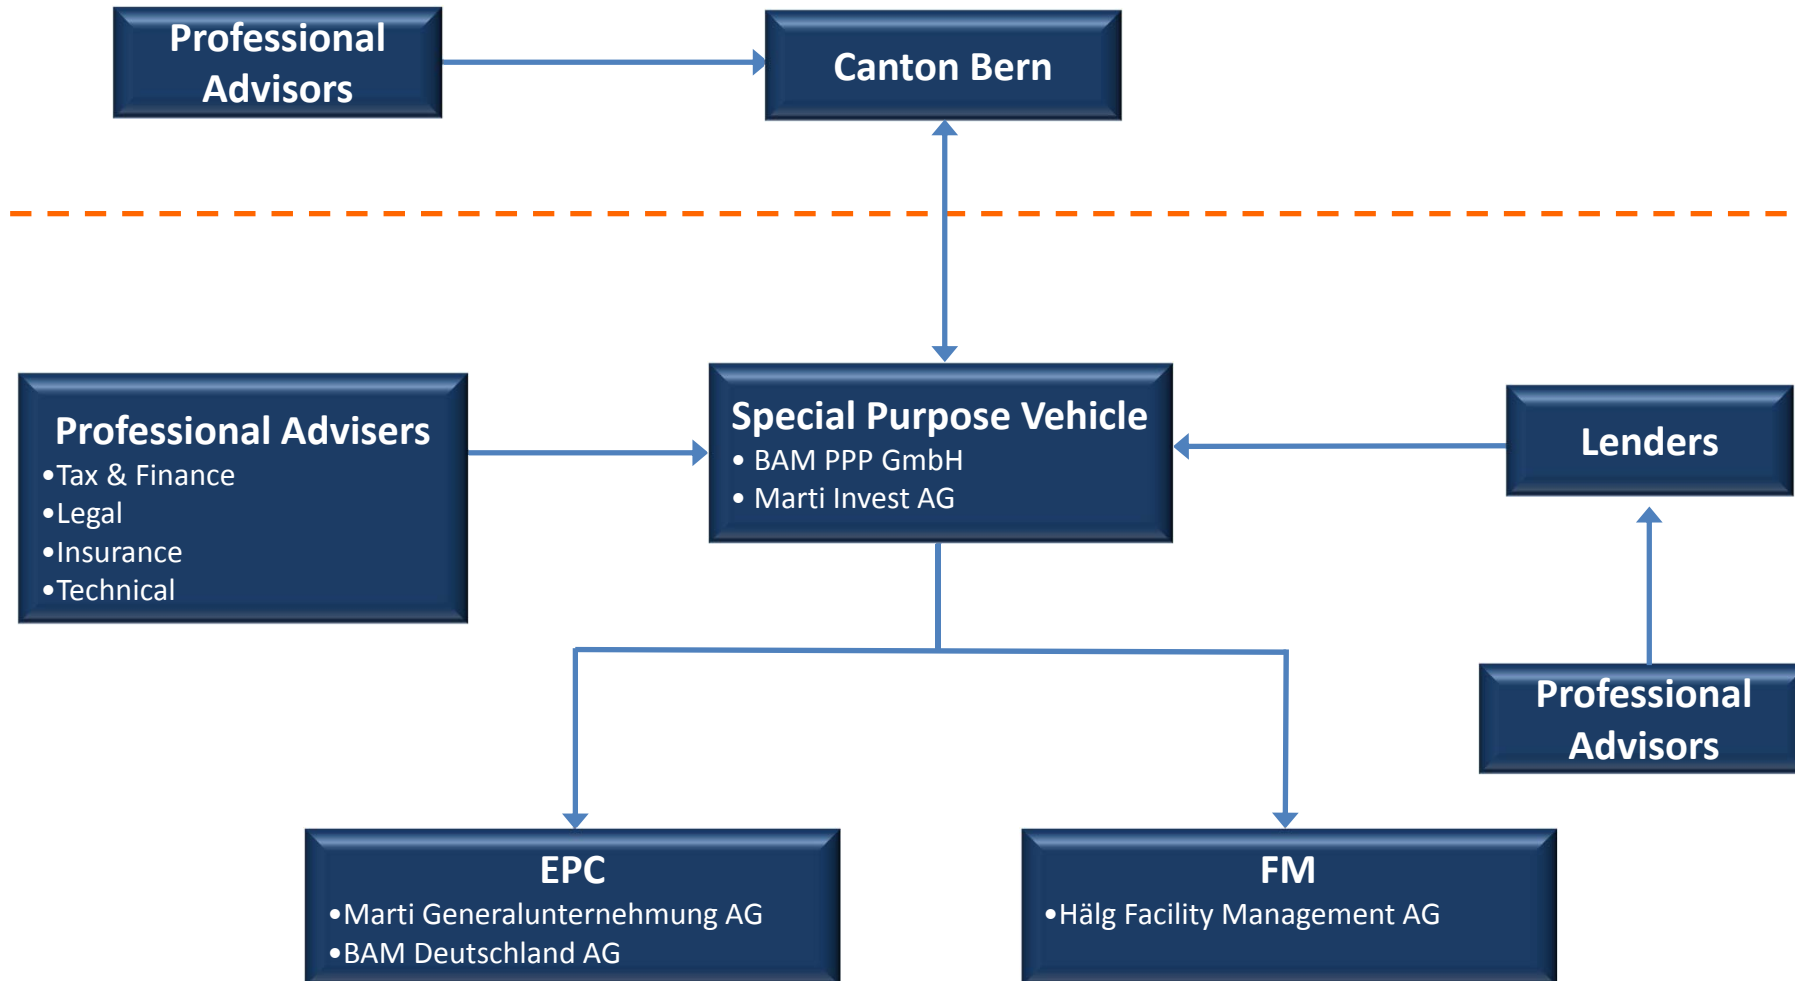 Professional
Advisors
Canton Bern
Professional Advisers
•Tax & Finance
•Legal
•Insurance
•Technical
Special Purpose Vehicle
• BAM PPP GmbH
• Marti Invest AG
Lenders
Professional
Advisors
EPC
•Marti Generalunternehmung AG
•BAM Deutschland AG
FM
•Hälg Facility Management AG